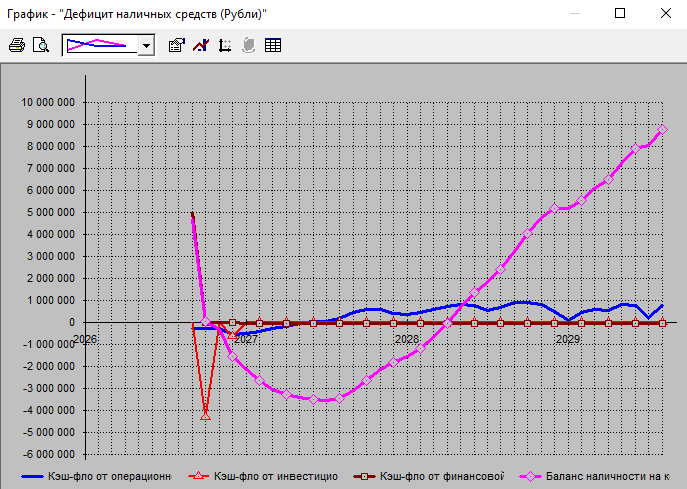 График - "Дефицит наличных средств (Рубли)"
10 000 000
9 000 000
8 000 000
7 000 000
6 000 000
5 000 000
4 000 000
3 000 000
2 000 000
1 000 000
0
2026 2027 2028 2029
-1 000 000
-2 000 000
-3 000 000
-4 000 000
-5 000 000
-6 000 000
Кэш-фло от операционн Кэш-фло от инвестицио Кэш-фло от финансовой Баланс наличности на к